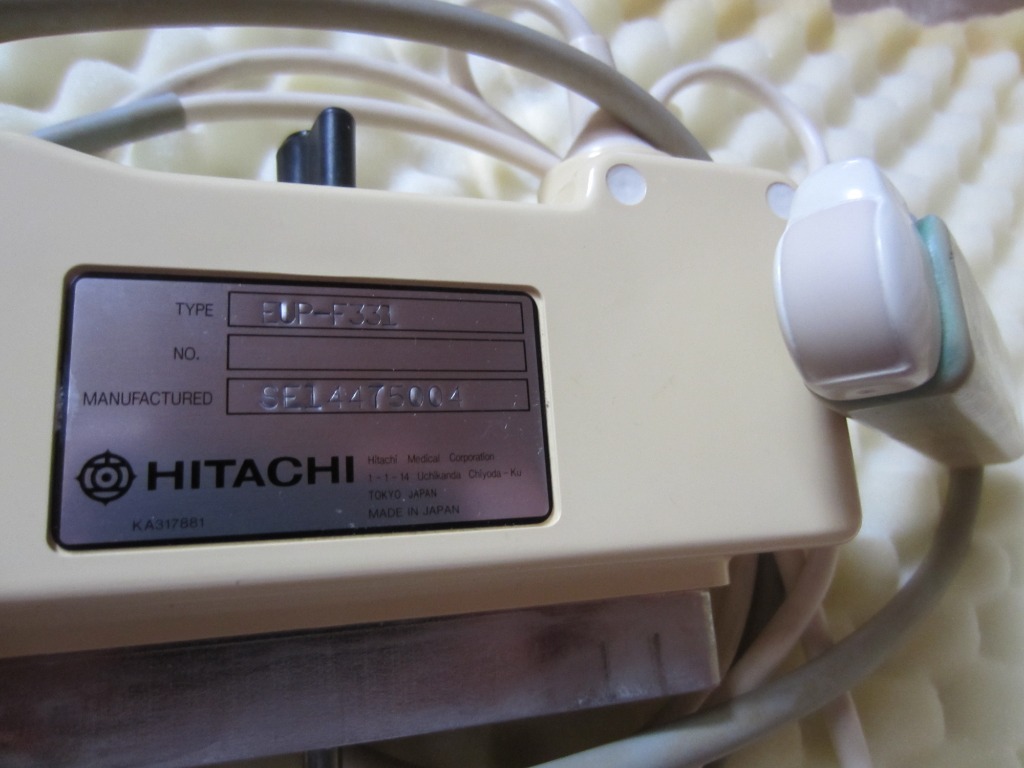 TYPE EUP-F331
NO.
MANUFACTURED SE14475004
HITACHI
Hitachi Medical Corporation
1-1-14 Uchikanda Chiyoda-Ku
TOKYO JAPAN
MADE IN JAPAN
KA317881